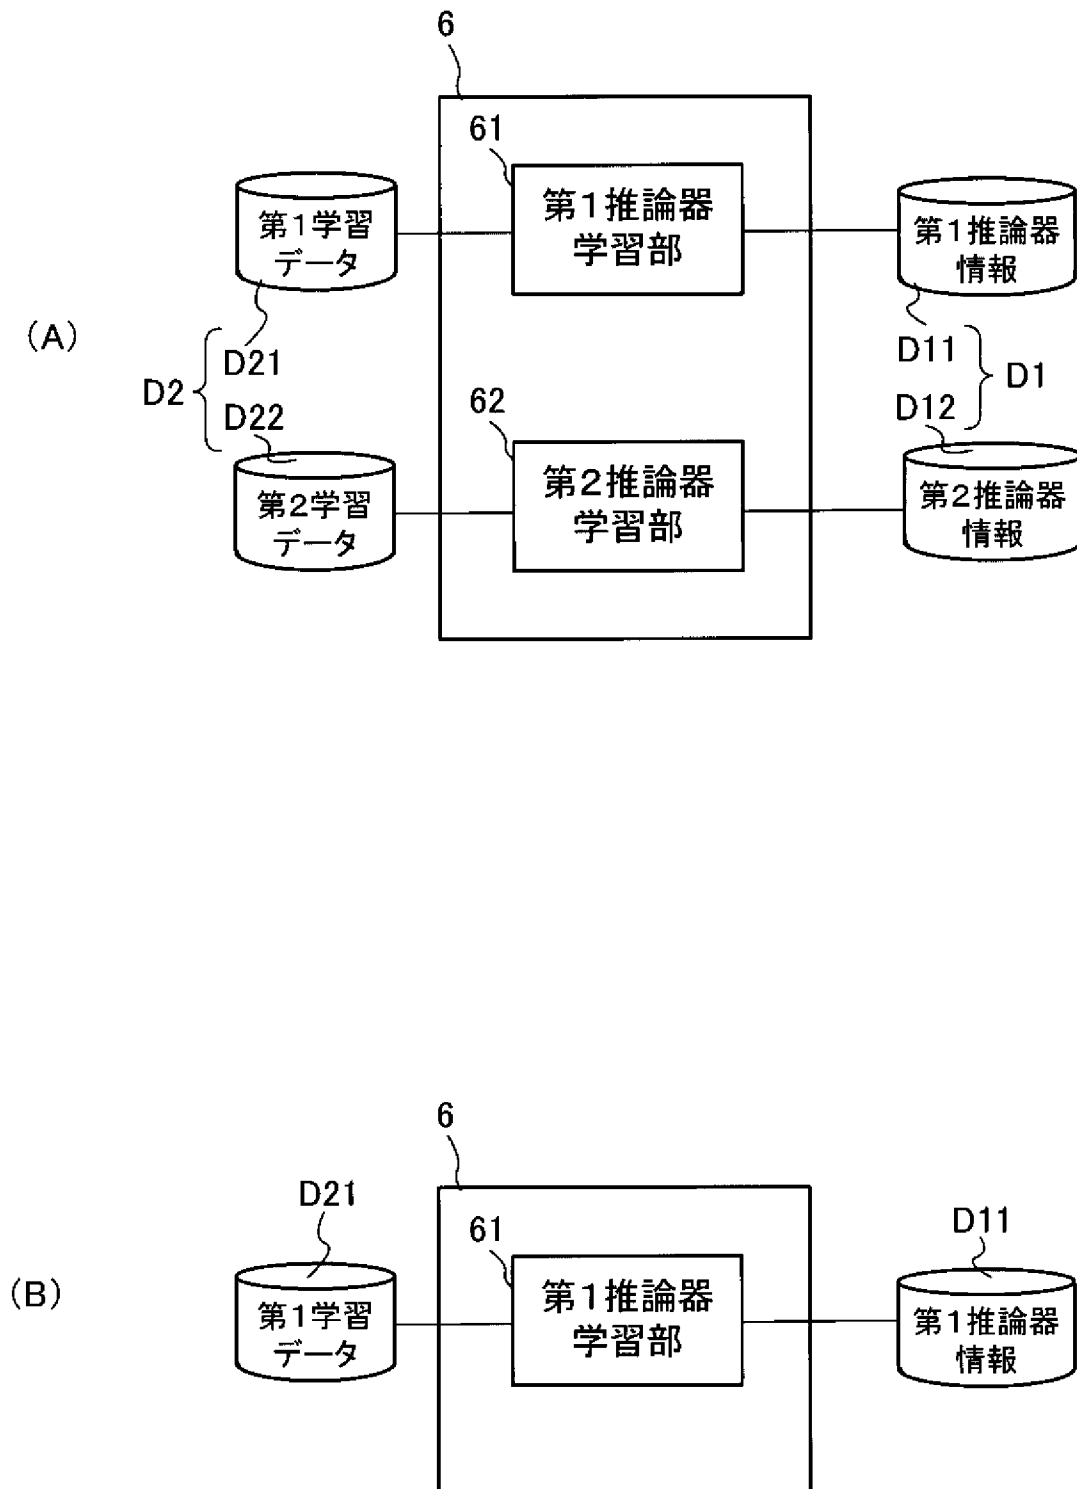 6
61
第1学習
データ
第1推論器
学習部
第1推論器
情報
(A)
D2
D21
D22
D11
D12
D1
62
第2学習
データ
第2推論器
学習部
第2推論器
情報
6
D21
61
D11
(B)
第1学習
データ
第1推論器
学習部
第1推論器
情報